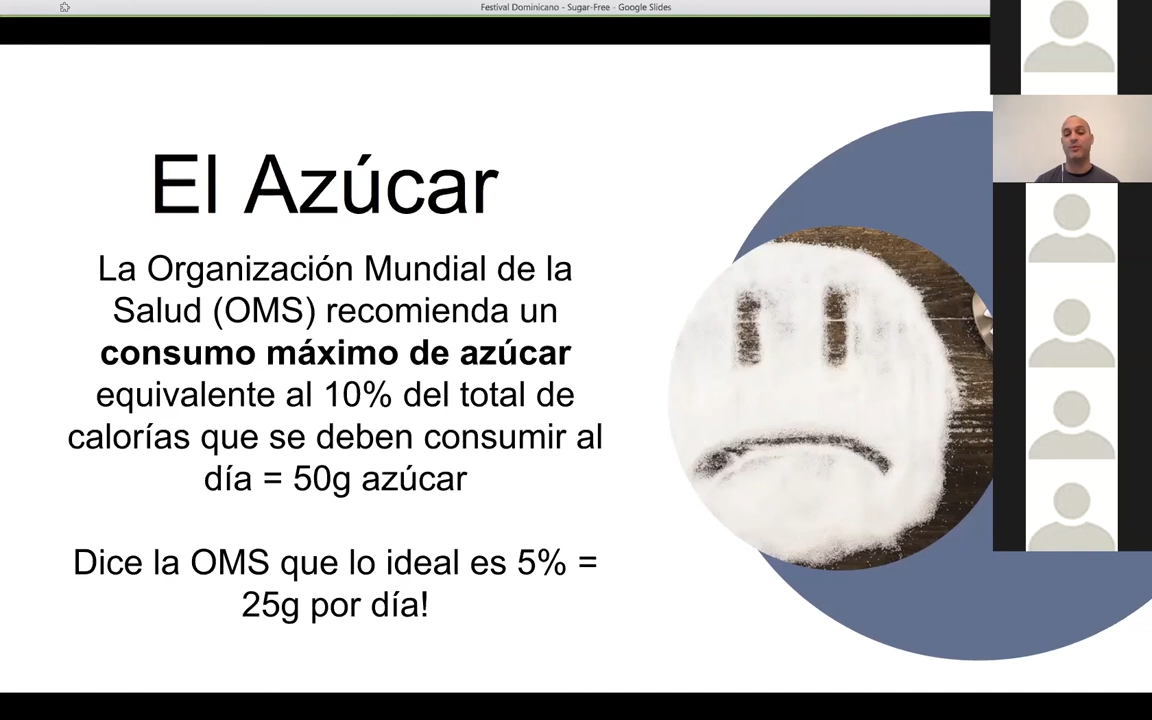 Festival Dominicano - Sugar-Free - Google Slides
El Azúcar
La Organización Mundial de la
Salud (OMS) recomienda un
consumo máximo de azúcar
equivalente al 10% del total de
calorías que se deben consumir al
día = 50g azúcar
Dice la OMS que lo ideal es 5% =
25g por día!